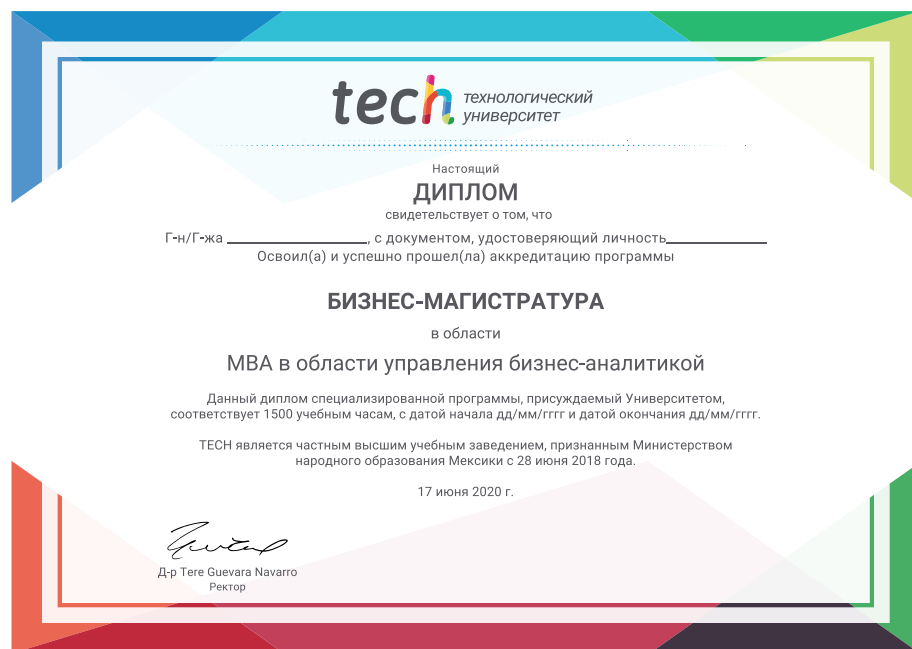 tech технологический
университет
Настоящий
ДИПЛОМ
свидетельствует о том, что
Г-н/Г-жа ____________, с документом, удостоверяющий личность____________
Освоил(а) и успешно прошел(ла) аккредитацию программы
БИЗНЕС-МАГИСТРАТУРА
в области
МВА в области управления бизнес-аналитикой
Данный диплом специализированной программы, присуждаемый Университетом,
соответствует 1500 учебным часам, с датой начала дд/мм/гггг и датой окончания дд/мм/гггг.
TECH является частным высшим учебным заведением, признанным Министерством
народного образования Мексики с 28 июня 2018 года.
17 июня 2020 г.
Д-р Tere Guevara Navarro
Ректор